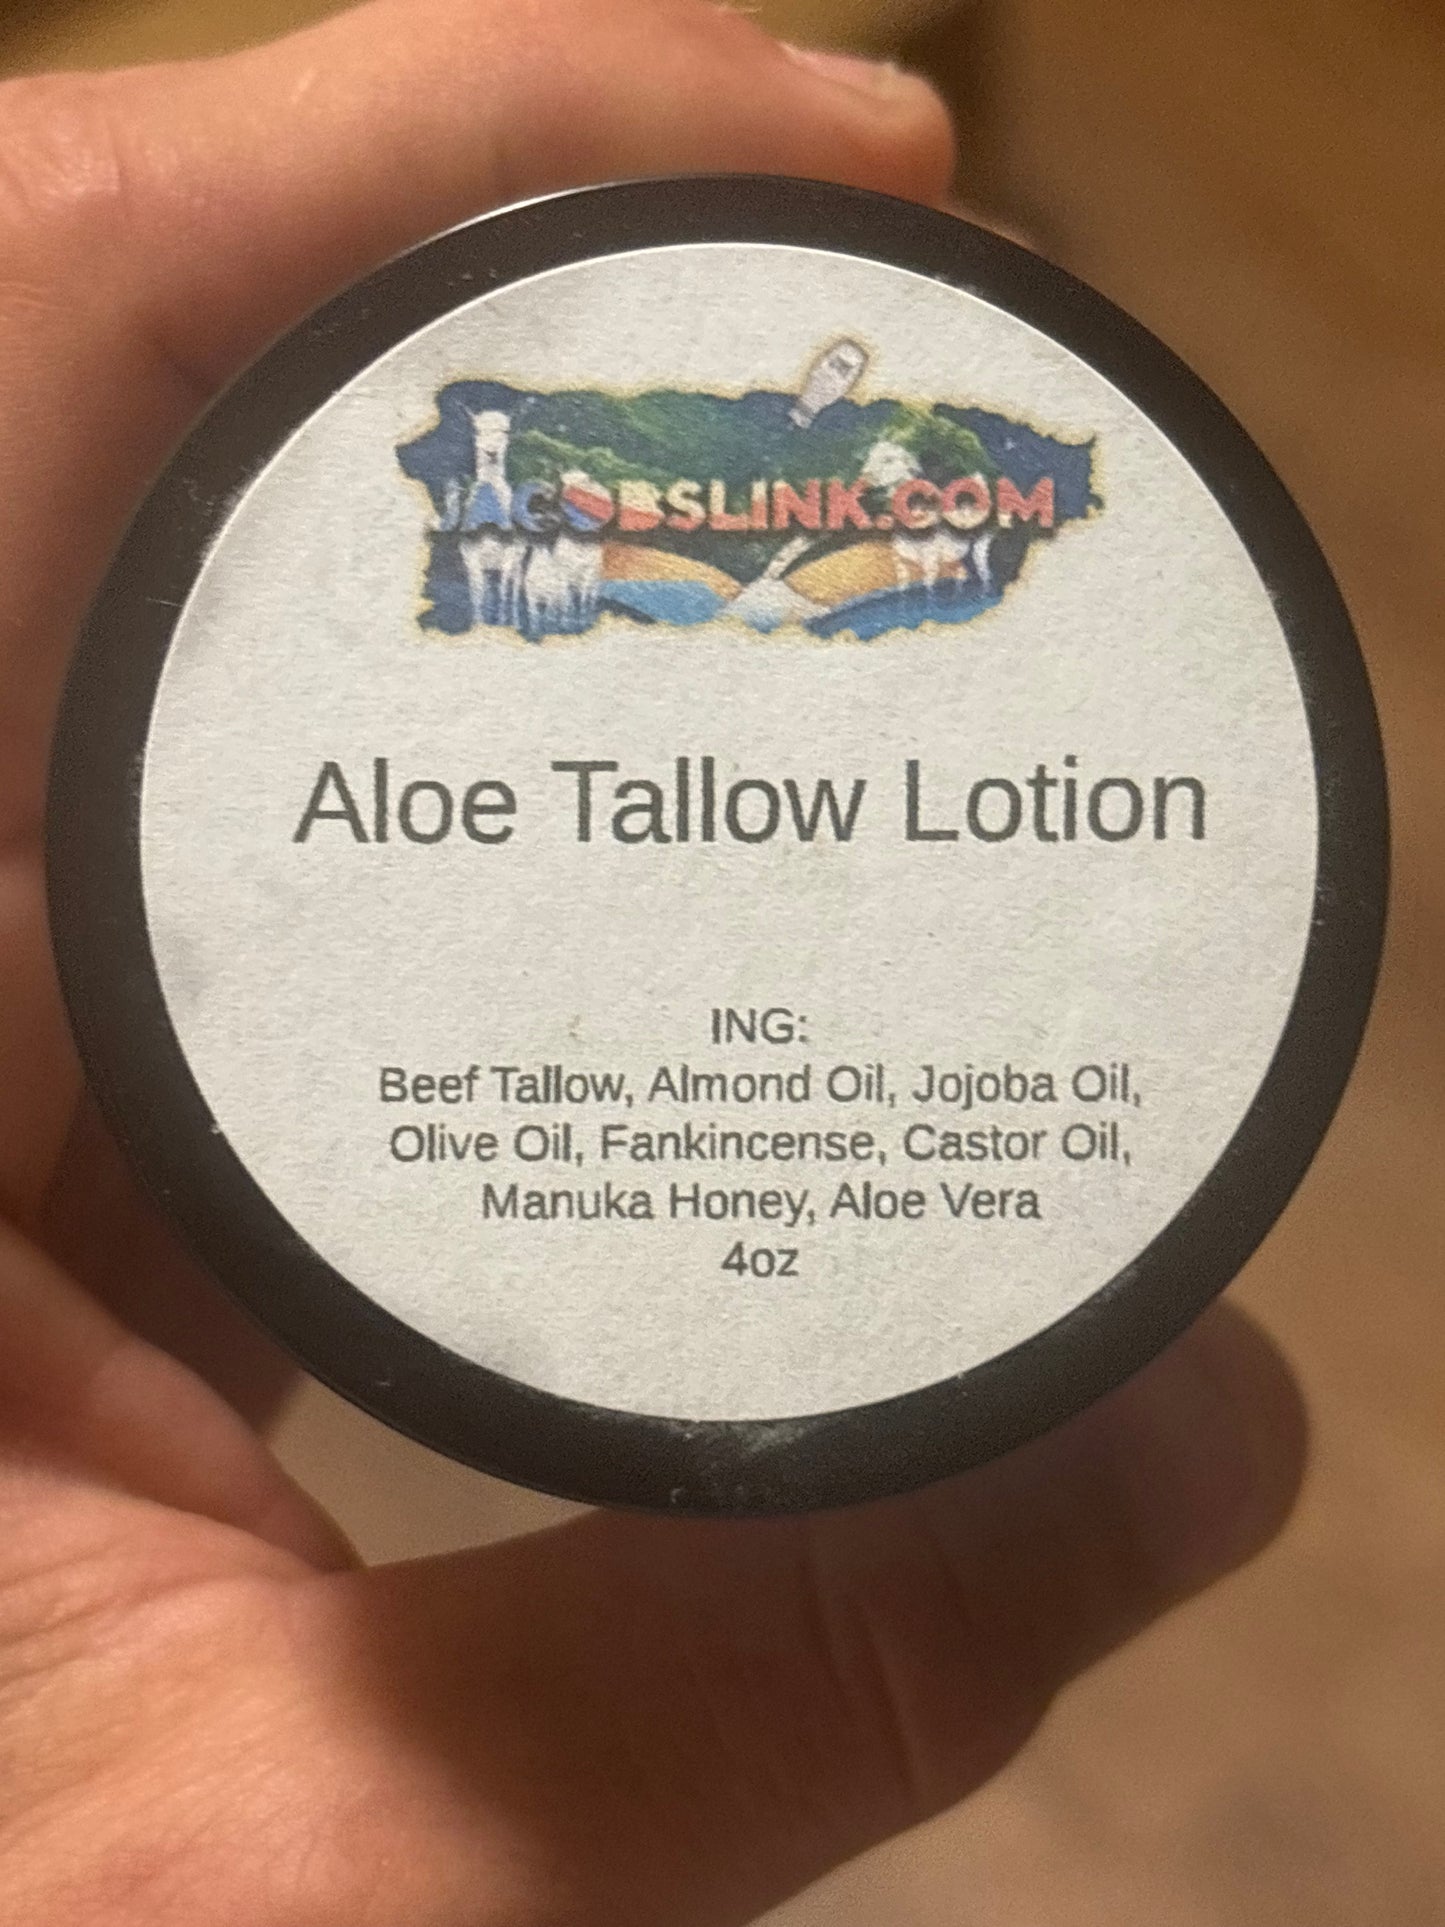 JACOBSLINK.COM
Aloe Tallow Lotion
ING:
Beef Tallow, Almond Oil, Jojoba Oil,
Olive Oil, Fankincense, Castor Oil,
Manuka Honey, Aloe Vera
4oz